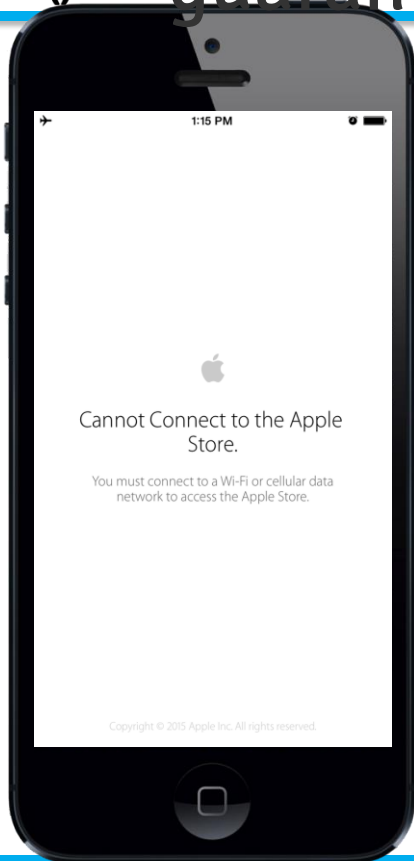 1:15 PM
Cannot Connect to the Apple
Store.
You must connect to a Wi-Fi or cellular data
network to access the Apple Store.
Copyright © 2015 Apple Inc. All rights reserved.